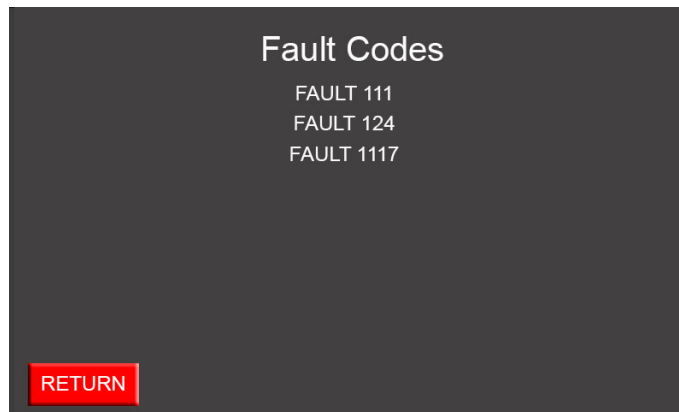 Fault Codes
FAULT 111
FAULT 124
FAULT 1117
RETURN